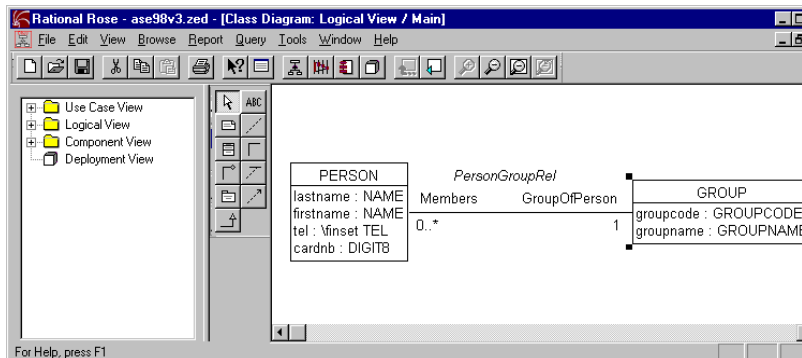 Rational Rose - ase98v3.zed - [Class Diagram: Logical View / Main]
File Edit View Browse Report Query Tools Window Help
ABC
Use Case View
Logical View
Component View
Deployment View
PERSON
lastname : NAME
firstname : NAME
tel : \finset TEL
cardnb : DIGIT8
PersonGroupRel
Members GroupOfPerson
0..* 1
GROUP
groupcode : GROUPCODE
groupname : GROUPNAME
For Help, press F1